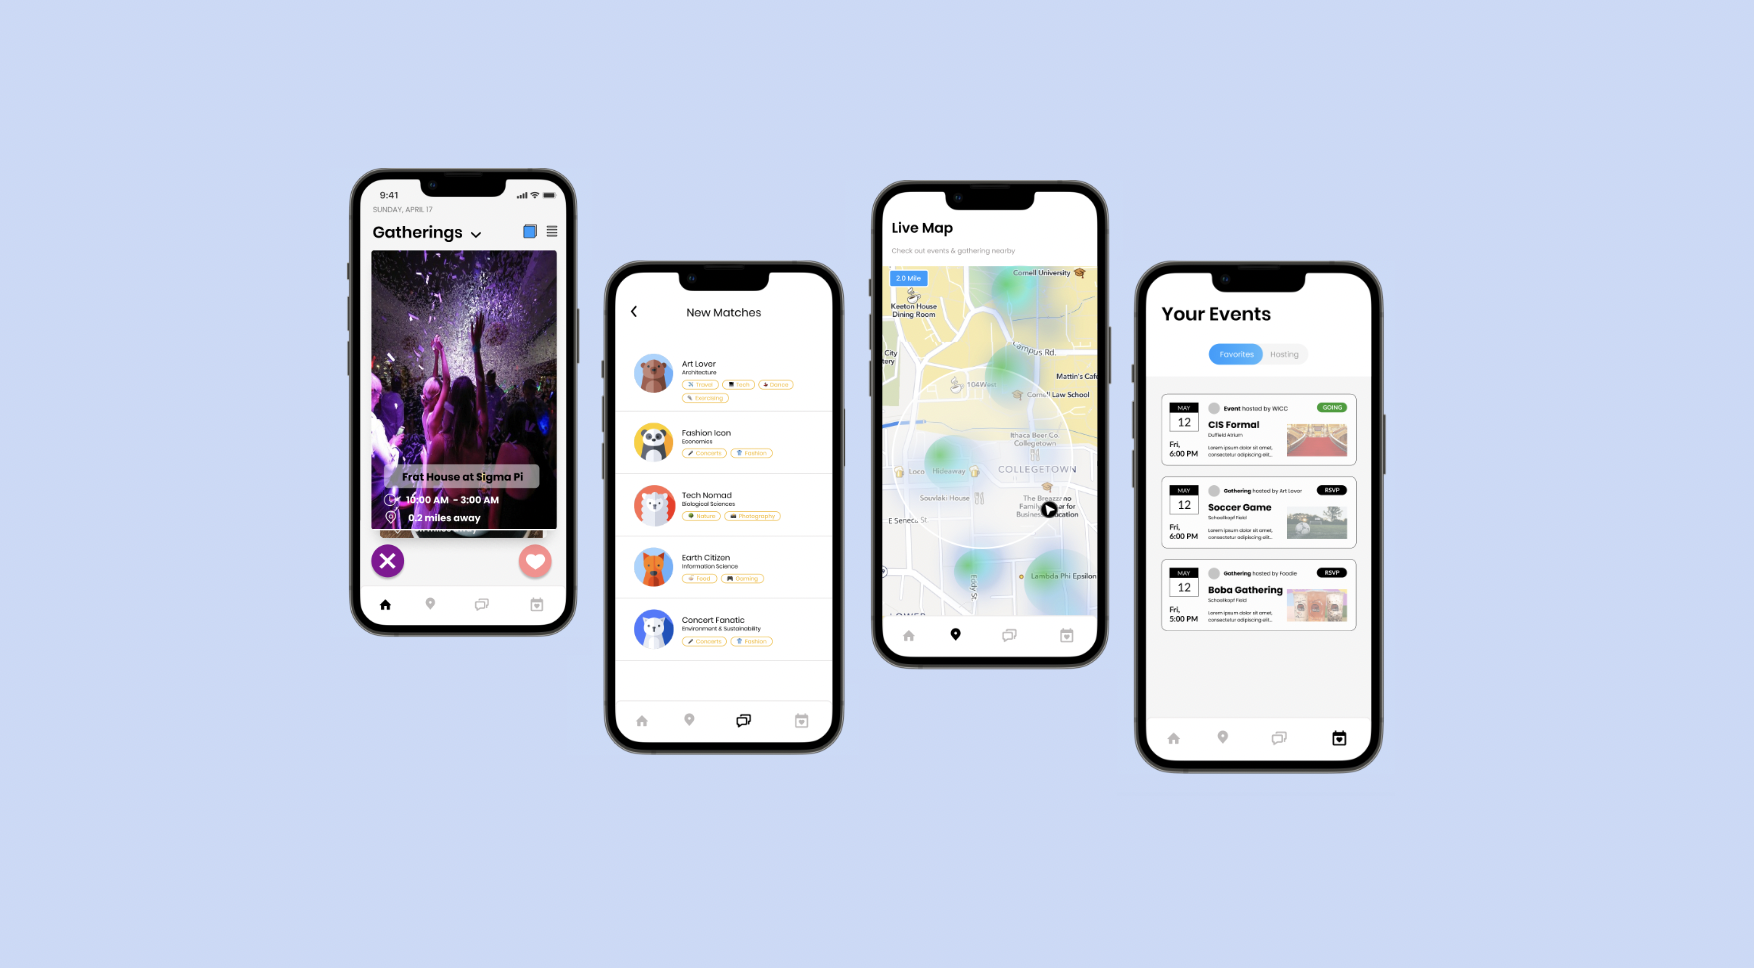 9:41
SUNDAY, APRIL 17
Gatherings
Frat House at Sigma Pi
10:00 AM - 3:00 AM
0.2 miles away
New Matches
Art Lover
Architecture
Travel Tech Dance
Exercising
Fashion Icon
Economics
Concerts Fashion
Tech Nomad
Biological Sciences
Nature Photography
Earth Citizen
Information Science
Food Gaming
Concert Fanatic
Environment & Sustainability
Concerts Fashion
Live Map
Check out events & gathering nearby
2.0 Mile
Cornell University
Keeton House
Dining Room
City
tery
Campus Rd.
Mattin's Cafe
104West
Cornell Law School
Ithaca Beer Co.
Collegetown
Loco Hideaway
COLLEGETOWN
Souvlaki House
The Breazzano
Family
for
Business Education
E Seneca St
Eddy St
Lambda Phi Epsilon
LOWER
Your Events
Favorites Hosting
MAY
12
Fri,
6:00 PM
Event hosted by WICC
GOING
CIS Formal
Duffield Atrium
Lorem ipsum dolor sit amet,
consectetur adipiscing elit...
MAY
12
Fri,
6:00 PM
Gathering hosted by Art Lover
RSVP
Soccer Game
Schoellkopf Field
Lorem ipsum dolor sit amet,
consectetur adipiscing elit...
MAY
12
Fri,
5:00 PM
Gathering hosted by Foodie
RSVP
Boba Gathering
Schoellkopf Field
Lorem ipsum dolor sit amet,
consectetur adipiscing elit...